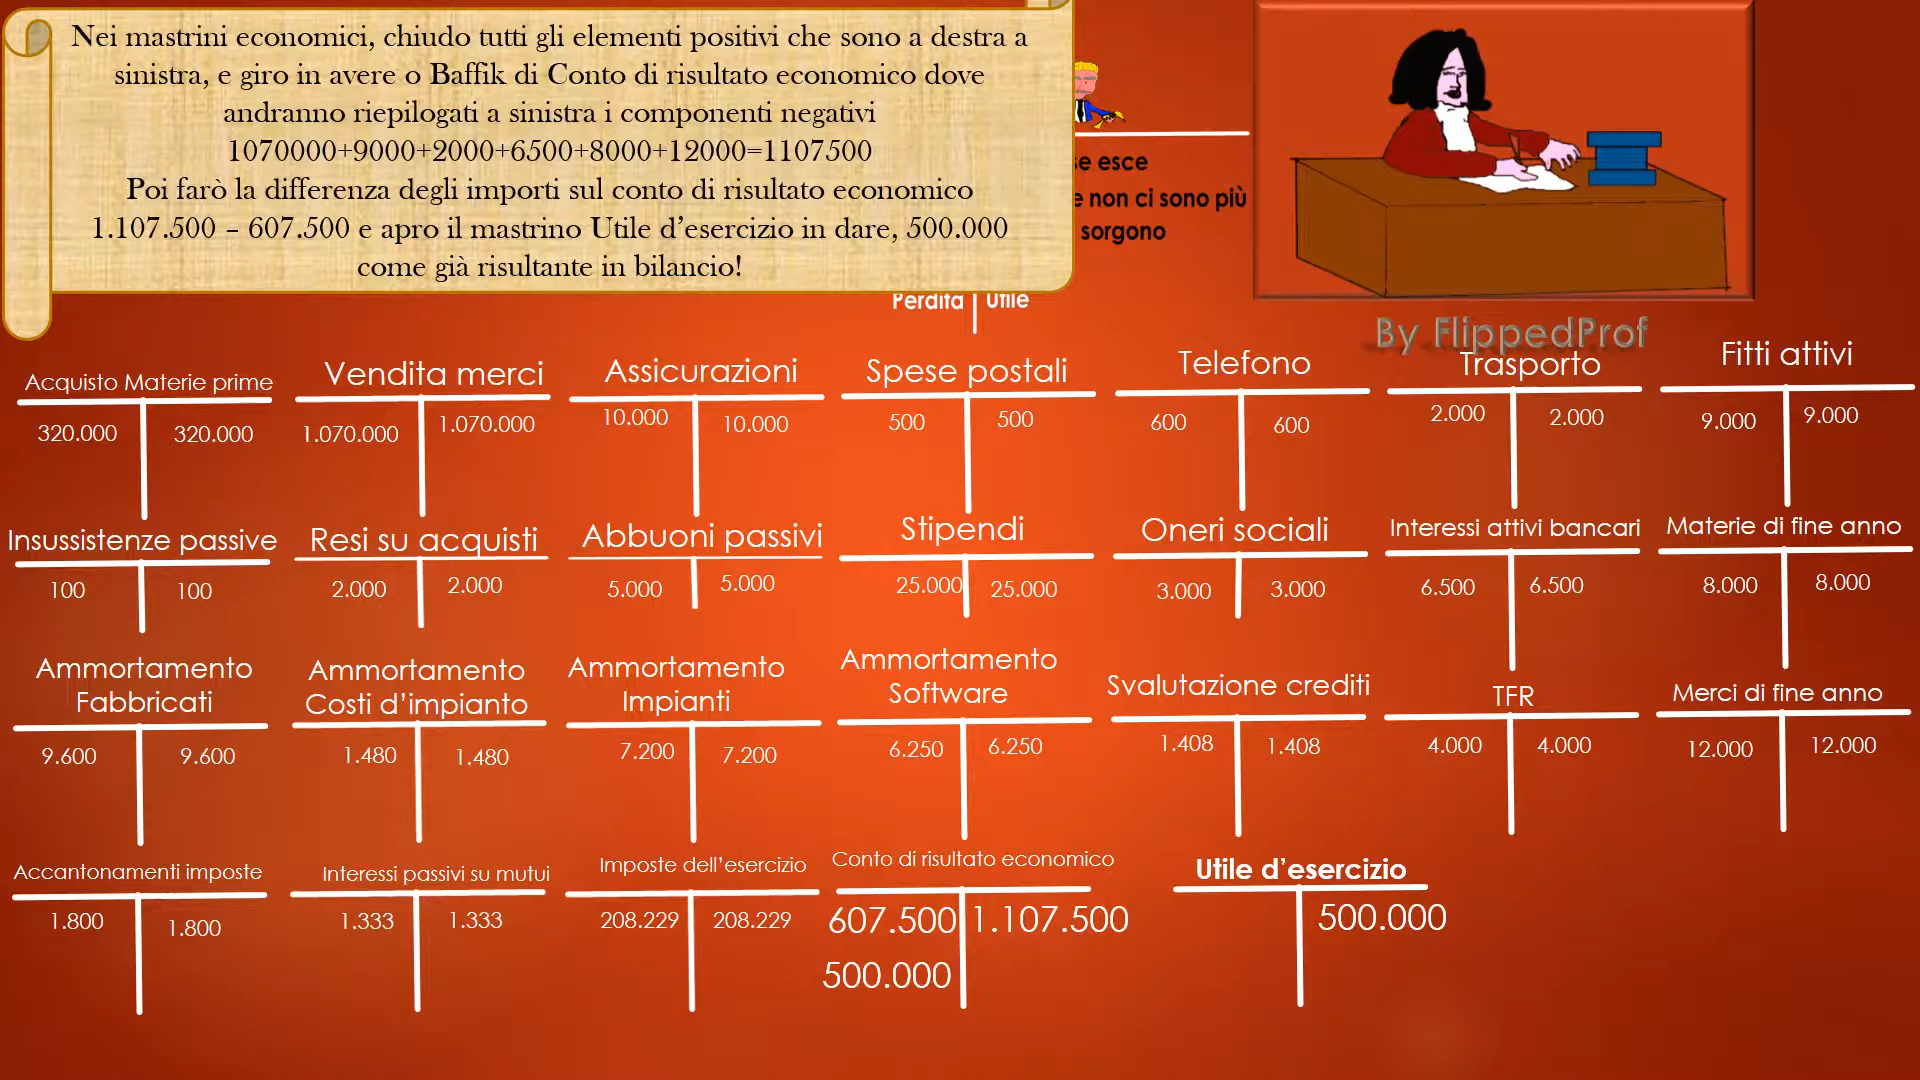 Nei mastrini economici, chiudo tutti gli elementi positivi che sono a destra a
sinistra, e giro in avere o Baffik di Conto di risultato economico dove
andranno riepilogati a sinistra i componenti negativi
1070000+9000+2000+6500+8000+12000=1107500
Poi farò la differenza degli importi sul conto di risultato economico
1.107.500 – 607.500 e apro il mastrino Utile d'esercizio in dare, 500.000
come già risultante in bilancio!
se esce
e non ci sono più
sorgono
Perdita Utile
By FlippedProf
Acquisto Materie prime
320.000 320.000
Vendita merci
1.070.000 1.070.000
Assicurazioni
10.000 10.000
Spese postali
500 500
Telefono
600 600
Trasporto
2.000 2.000
Fitti attivi
9.000 9.000
Insussistenze passive
100 100
Resi su acquisti
2.000 2.000
Abbuoni passivi
5.000 5.000
Stipendi
25.000 25.000
Oneri sociali
3.000 3.000
Interessi attivi bancari
6.500 6.500
Materie di fine anno
8.000 8.000
Ammortamento
Fabbricati
9.600 9.600
Ammortamento
Costi d'impianto
1.480 1.480
Ammortamento
Impianti
7.200 7.200
Ammortamento
Software
6.250 6.250
Svalutazione crediti
1.408 1.408
TFR
4.000 4.000
Merci di fine anno
12.000 12.000
Accantonamenti imposte
1.800 1.800
Interessi passivi su mutui
1.333 1.333
Imposte dell'esercizio
208.229 208.229
Conto di risultato economico
607.500 1.107.500
500.000
Utile d'esercizio
500.000